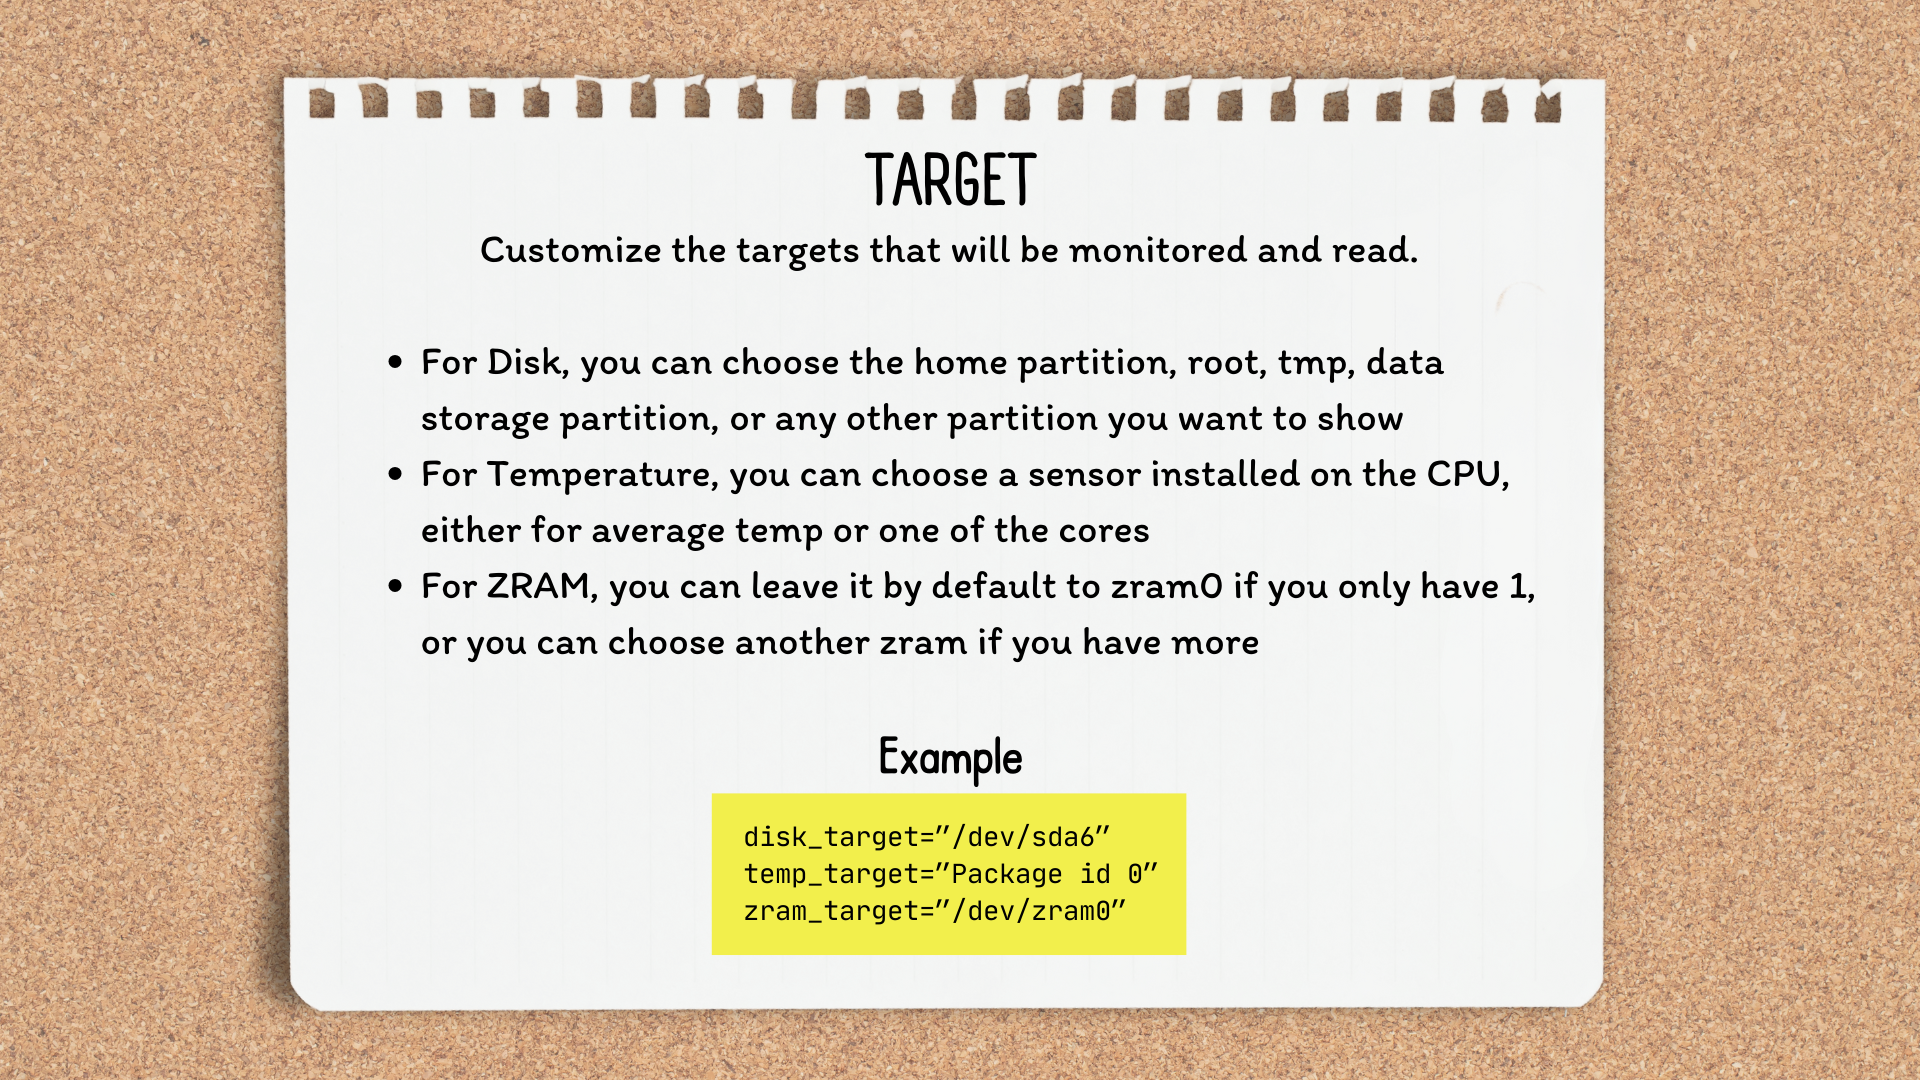 TARGET
Customize the targets that will be monitored and read.
• For Disk, you can choose the home partition, root, tmp, data
storage partition, or any other partition you want to show
• For Temperature, you can choose a sensor installed on the CPU,
either for average temp or one of the cores
• For ZRAM, you can leave it by default to zram0 if you only have 1,
or you can choose another zram if you have more
Example
disk_target=”/dev/sda6”
temp_target=”Package id 0”
zram_target=”/dev/zram0”